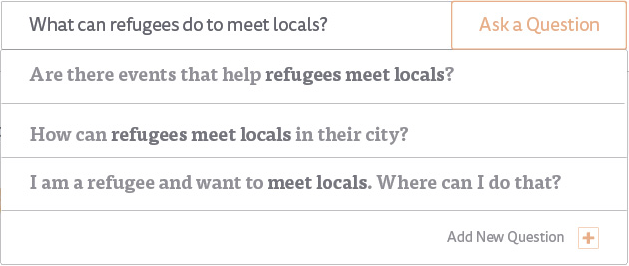 What can refugees do to meet locals?
Ask a Question
Are there events that help refugees meet locals?
How can refugees meet locals in their city?
I am a refugee and want to meet locals. Where can I do that?
Add New Question